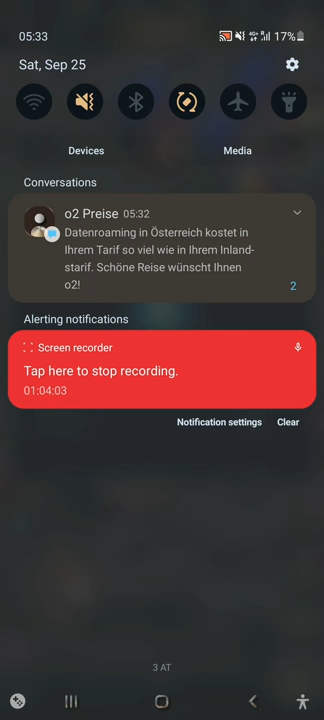 05:33
4G+ R 17%
Sat, Sep 25
Devices
Media
Conversations
o2 Preise 05:32
Datenroaming in Österreich kostet in
Ihrem Tarif so viel wie in Ihrem Inland-
starif. Schöne Reise wünscht Ihnen
o2!
2
Alerting notifications
Screen recorder
Tap here to stop recording.
01:04:03
Notification settings
Clear
3 AT